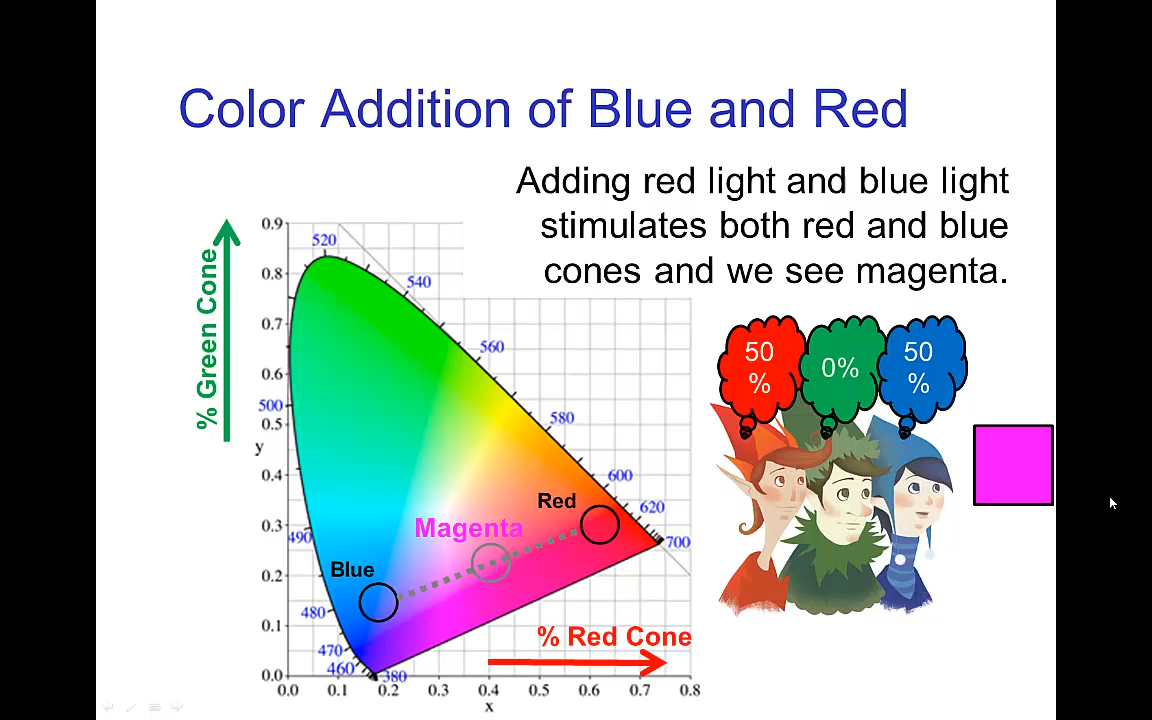 Color Addition of Blue and Red
Adding red light and blue light
stimulates both red and blue
cones and we see magenta.
% Green Cone
0.9
0.8
0.7
0.6
0.5
0.4
0.3
0.2
0.1
0.0
y
520
540
560
500
580
600
620
490
700
480
470
460
380
Red
Magenta
Blue
% Red Cone
0.0 0.1 0.2 0.3 0.4 0.5 0.6 0.7 0.8
x
50
%
0%
50
%